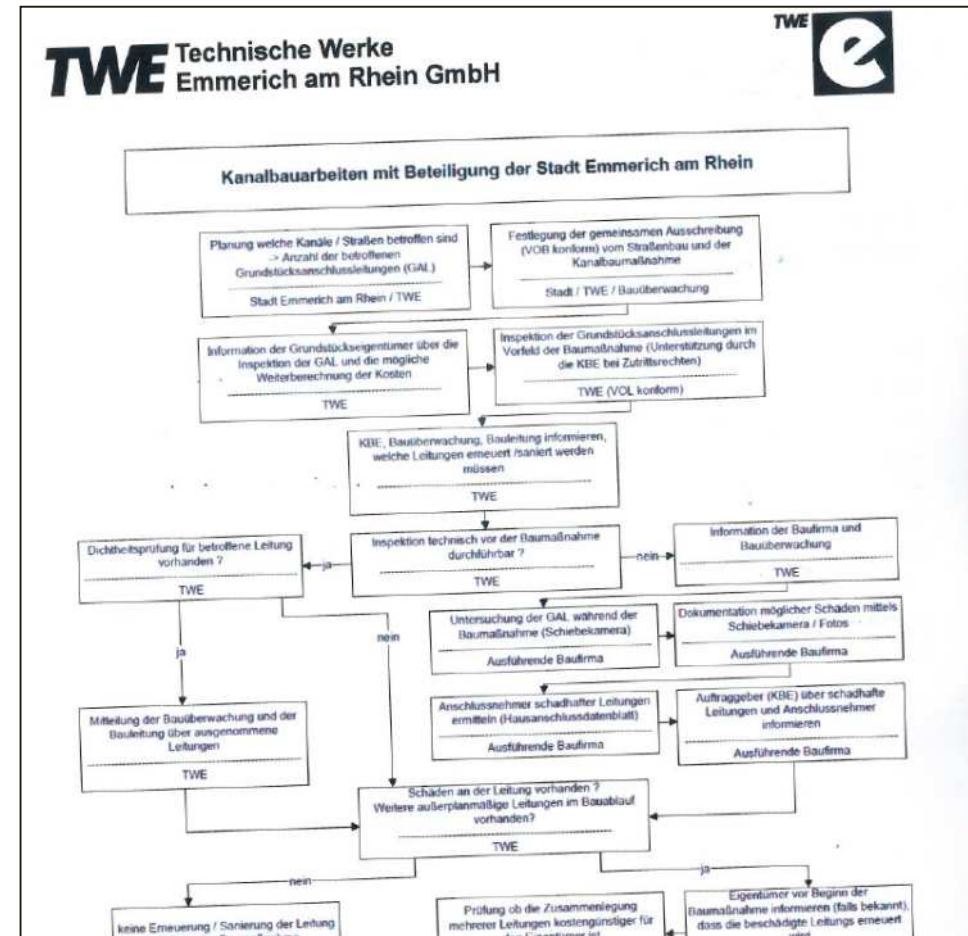 TWE Technische Werke
Emmerich am Rhein GmbH
TWE
e
Kanalbauarbeiten mit Beteiligung der Stadt Emmerich am Rhein
Planung welche Kanäle / Straßen betroffen sind
-> Anzahl der betroffenen
Grundstücksanschlussleitungen (GAL)
Stadt Emmerich am Rhein / TWE
Festlegung der gemeinsamen Ausschreibung
(VOB konform) vom Straßenbau und der
Kanalbaumaßnahme
Stadt / TWE / Bauüberwachung
Information der Grundstückseigentümer über die
Inspektion der GAL und die mögliche
Weiterberechnung der Kosten
TWE
Inspektion der Grundstücksanschlussleitungen im
Vorfeld der Baumaßnahme (Unterstützung durch
die KBE bei Zutrittsrechten)
TWE (VOL konform)
KBE, Bauüberwachung, Bauleitung informieren,
welche Leitungen erneuert /saniert werden
müssen
TWE
Dichtheitsprüfung für betroffene Leitung
vorhanden ?
TWE
ja
Inspektion technisch vor der Baumaßnahme
durchführbar ?
TWE
nein
Information der Baufirma und
Bauüberwachung
TWE
Untersuchung der GAL während der
Baumaßnahme (Schiebekamera)
Ausführende Baufirma
Dokumentation möglicher Schäden mittels
Schiebekamera / Fotos
Ausführende Baufirma
ja
nein
Mitteilung der Bauüberwachung und der
Bauleitung über ausgenommene
Leitungen
TWE
Anschlussnehmer schadhafter Leitungen
ermitteln (Hausanschlussdatenblatt)
Ausführende Baufirma
Auftraggeber (KBE) über schadhafte
Leitungen und Anschlussnehmer
informieren
Ausführende Baufirma
Schäden an der Leitung vorhanden ?
Weitere außerplanmäßige Leitungen im Bauablauf
vorhanden?
TWE
nein
ja
keine Erneuerung / Sanierung der Leitung
Prüfung ob die Zusammenlegung
mehrerer Leitungen kostengünstiger für
Eigentümer vor Beginn der
Baumaßnahme informieren (falls bekannt),
dass die beschädigte Leitungs erneuert